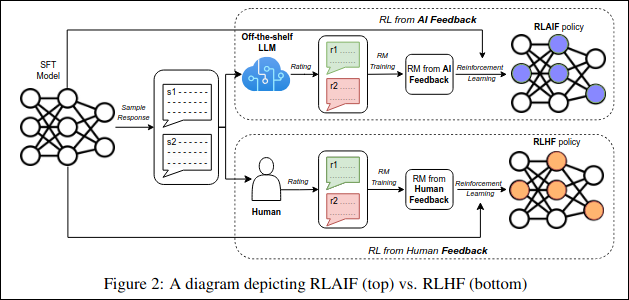 RL from AI Feedback
RLAIF policy
Off-the-shelf
LLM
SFT
Model
Sample
Response
s1 - - - - - -
- - - - - - - -
- - - - - - - -
s2 - - - - - -
- - - - - - - -
- - - - - - - -
Rating
r1 ......
......
r2 ......
......
RM
Training
RM from AI
Feedback
Reinforcement
Learning
Human
Rating
r1 ......
......
r2 ......
......
RM
Training
RM from
Human
Feedback
Reinforcement
Learning
RLHF policy
RL from Human Feedback
Figure 2: A diagram depicting RLAIF (top) vs. RLHF (bottom)